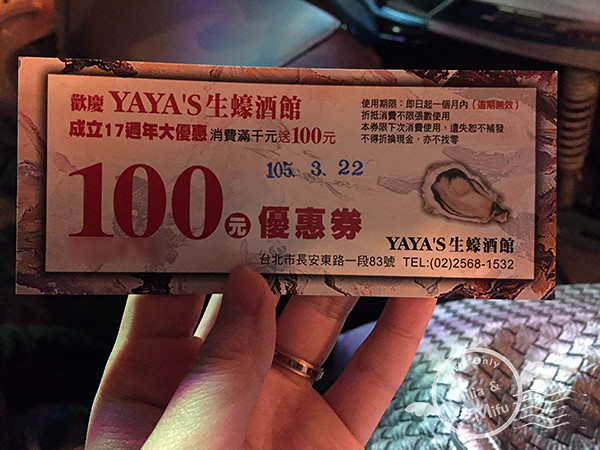 歡慶 YAYA'S 生蠔酒館
成立17週年大優惠 消費滿千元送100元
使用期限：即日起一個月內（逾期無效）
折抵消費不限張數使用
本券限下次消費使用，遺失恕不補發
不得折換現金，亦不找零
105. 3. 22
100元優惠券
YAYA'S 生蠔酒館
台北市長安東路一段83號 TEL:(02)2568-1532
Only
&
Mifu